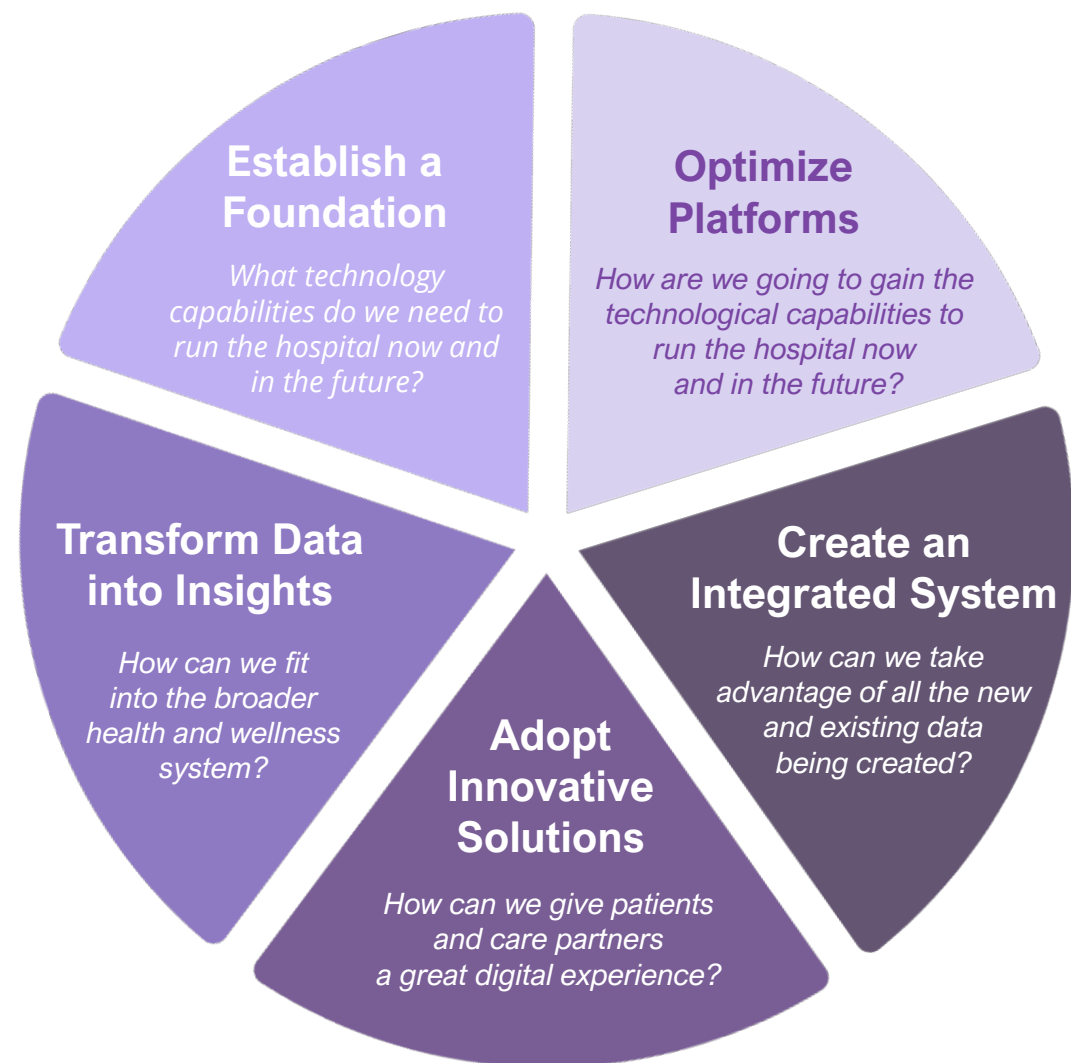 Establish a
Foundation
What technology
capabilities do we need to
run the hospital now and
in the future?
Optimize
Platforms
How are we going to gain the
technological capabilities to
run the hospital now
and in the future?
Create an
Integrated System
How can we take
advantage of all the new
and existing data
being created?
Adopt
Innovative
Solutions
How can we give patients
and care partners
a great digital experience?
Transform Data
into Insights
How can we fit
into the broader
health and wellness
system?